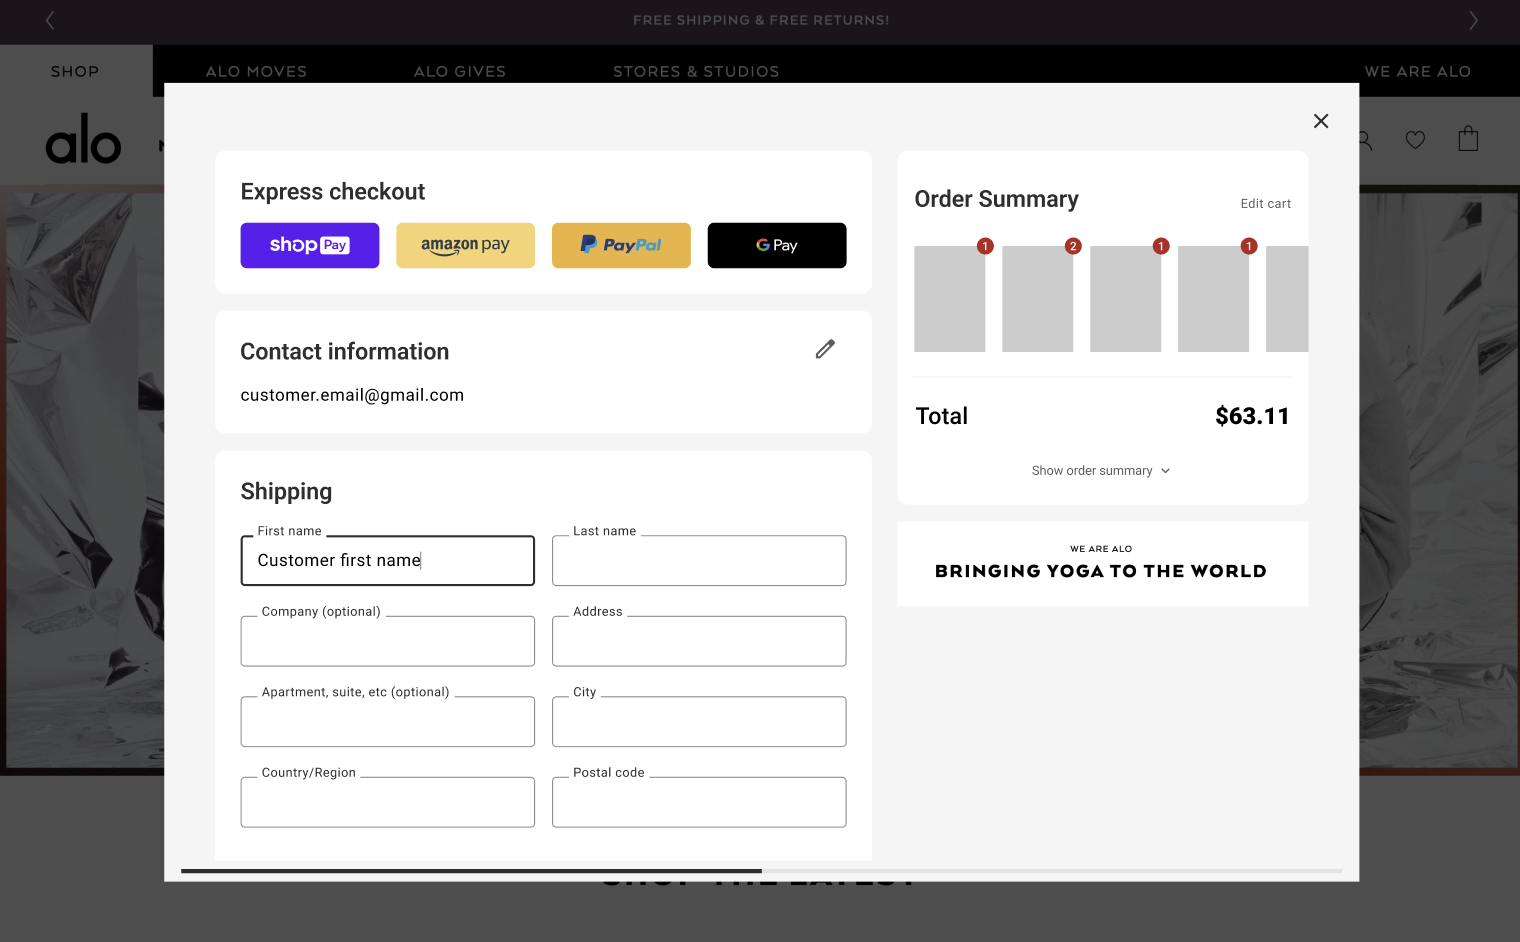 FREE SHIPPING & FREE RETURNS!
SHOP
ALO MOVES
ALO GIVES
STORES & STUDIOS
WE ARE ALO
alo
Express checkout
shop Pay
amazon pay
PayPal
G Pay
Contact information
customer.email@gmail.com
Shipping
First name
Customer first name
Last name
Company (optional)
Address
Apartment, suite, etc (optional)
City
Country/Region
Postal code
Order Summary
Edit cart
1
2
1
1
Total
$63.11
Show order summary
WE ARE ALO
BRINGING YOGA TO THE WORLD
SHOP THE LATEST